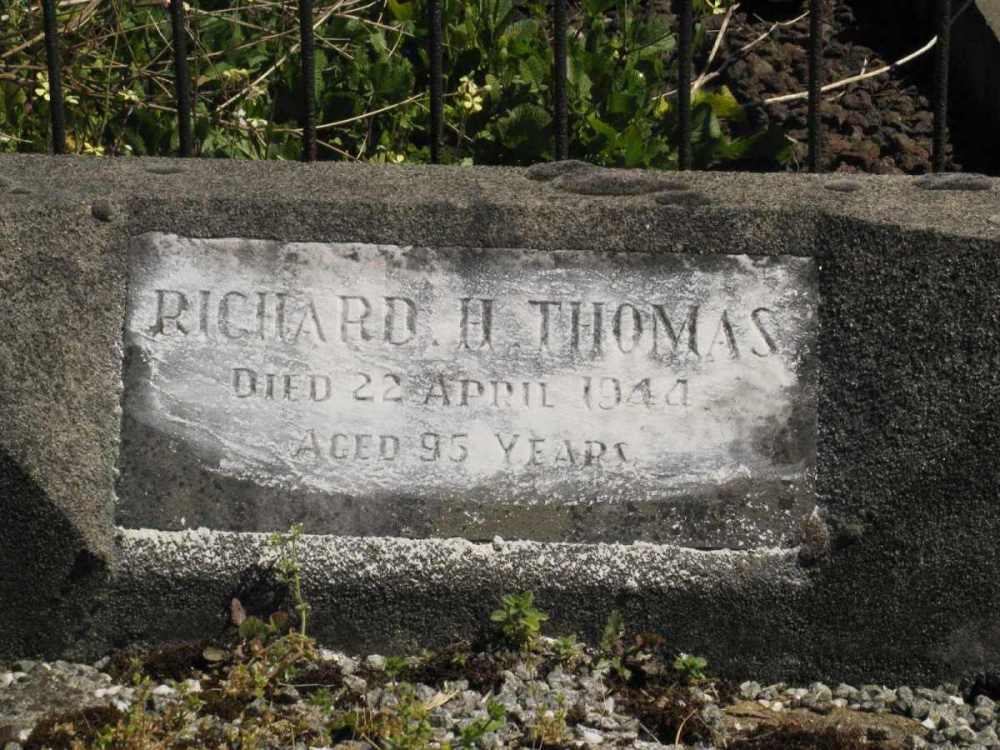 RICHARD. H. THOMAS
DIED 22 APRIL 1944
AGED 95 YEARS